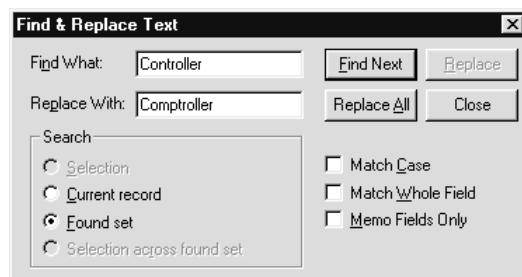 Find & Replace Text
Find What: Controller Find Next Replace
Replace With: Comptroller Replace All Close
Search
Selection Match Case
Current record Match Whole Field
Found set Memo Fields Only
Selection across found set